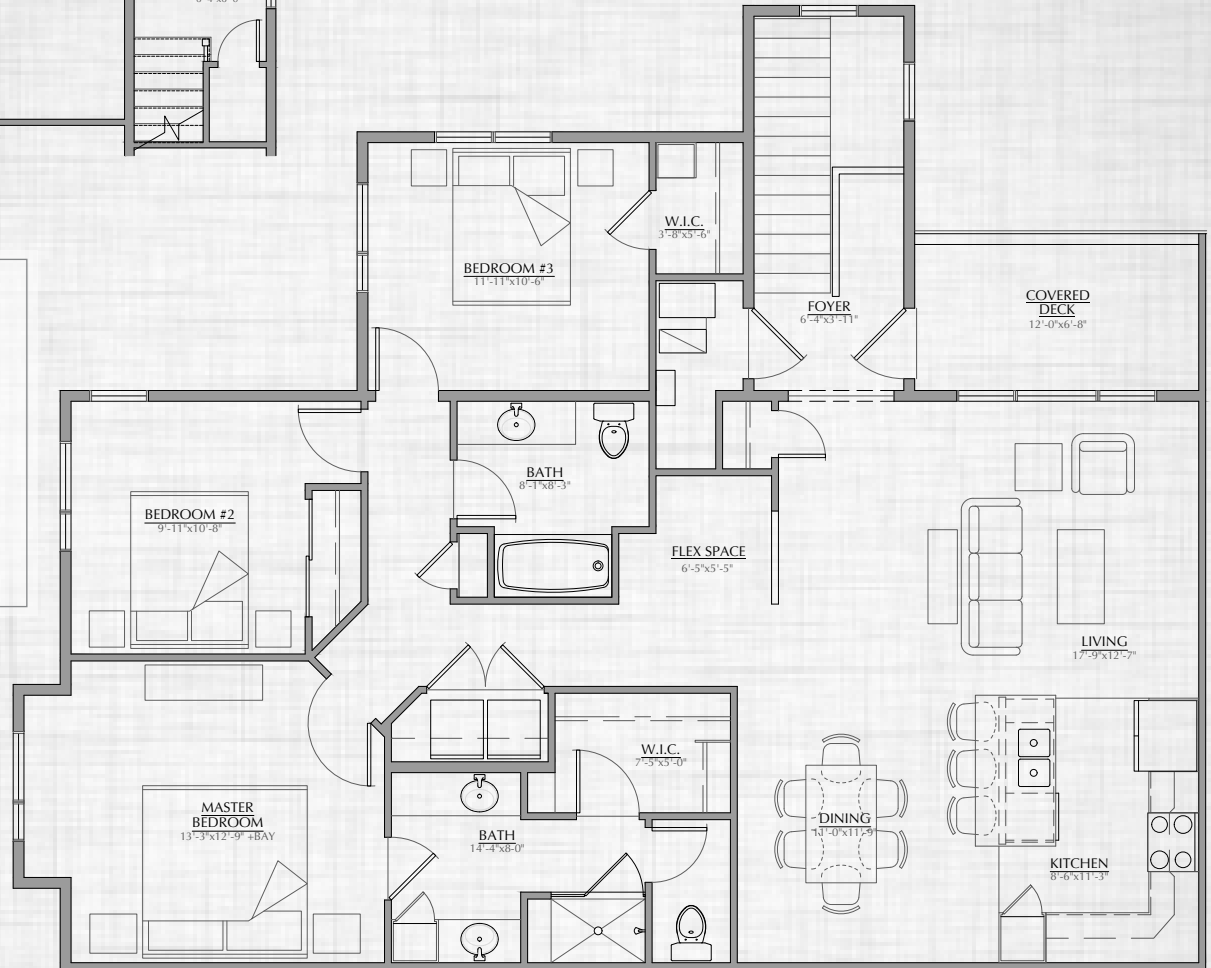 W.I.C.
3'-8"x5'-6"
BEDROOM #3
11'-11"x10'-6"
FOYER
6'-4"x3'-11"
COVERED
DECK
12'-0"x6'-8"
BATH
8'-1"x8'-3"
BEDROOM #2
9'-11"x10'-8"
FLEX SPACE
6'-5"x5'-5"
LIVING
17'-9"x12'-7"
W.I.C.
7'-5"x5'-0"
MASTER
BEDROOM
13'-3"x12'-9" +BAY
BATH
14'-4"x8-0"
DINING
11'-0"x11'-9"
KITCHEN
8'-6"x11'-3"